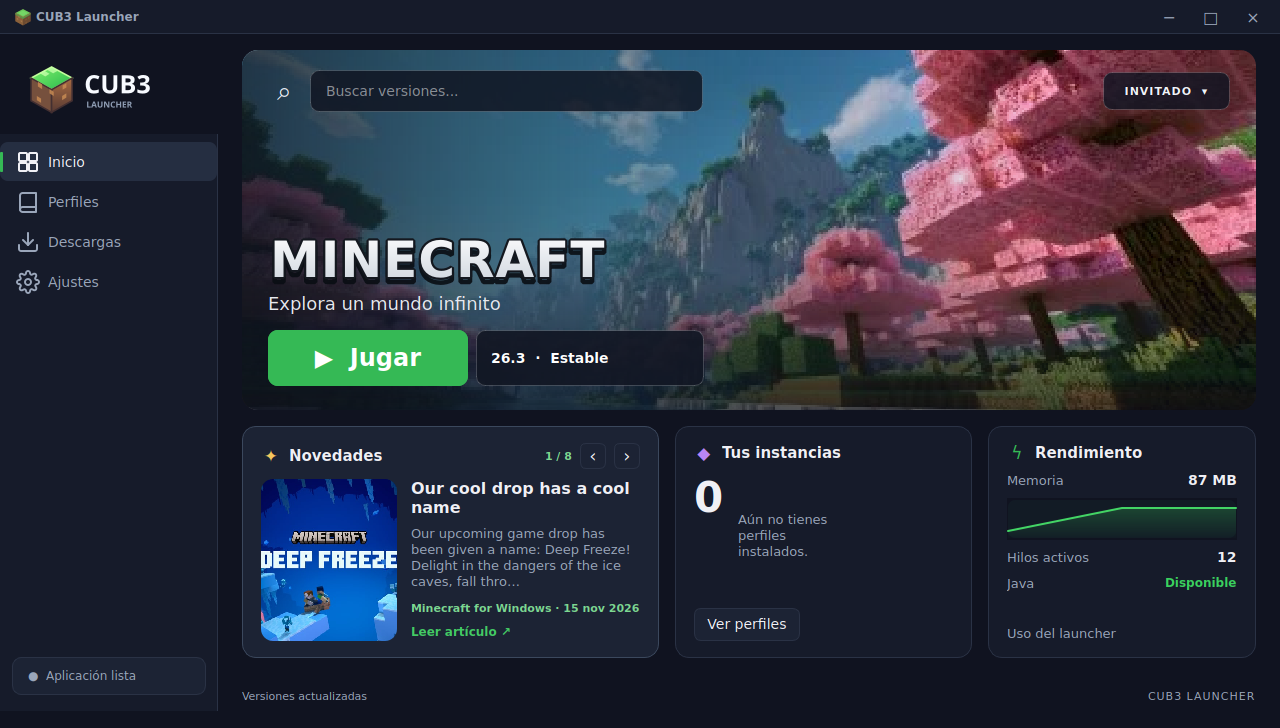 CUB3 Launcher
CUB3
LAUNCHER
Inicio
Perfiles
Descargas
Ajustes
Aplicación lista
Buscar versiones...
INVITADO
MINECRAFT
Explora un mundo infinito
Jugar
26.3 · Estable
Novedades
1 / 8
MINECRAFT
DEEP FREEZE
Our cool drop has a cool
name
Our upcoming game drop has
been given a name: Deep Freeze!
Delight in the dangers of the ice
caves, fall thro...
Minecraft for Windows · 15 nov 2026
Leer artículo ↗
Tus instancias
0
Aún no tienes
perfiles
instalados.
Ver perfiles
Rendimiento
Memoria 87 MB
Hilos activos 12
Java Disponible
Uso del launcher
Versiones actualizadas
CUB3 LAUNCHER